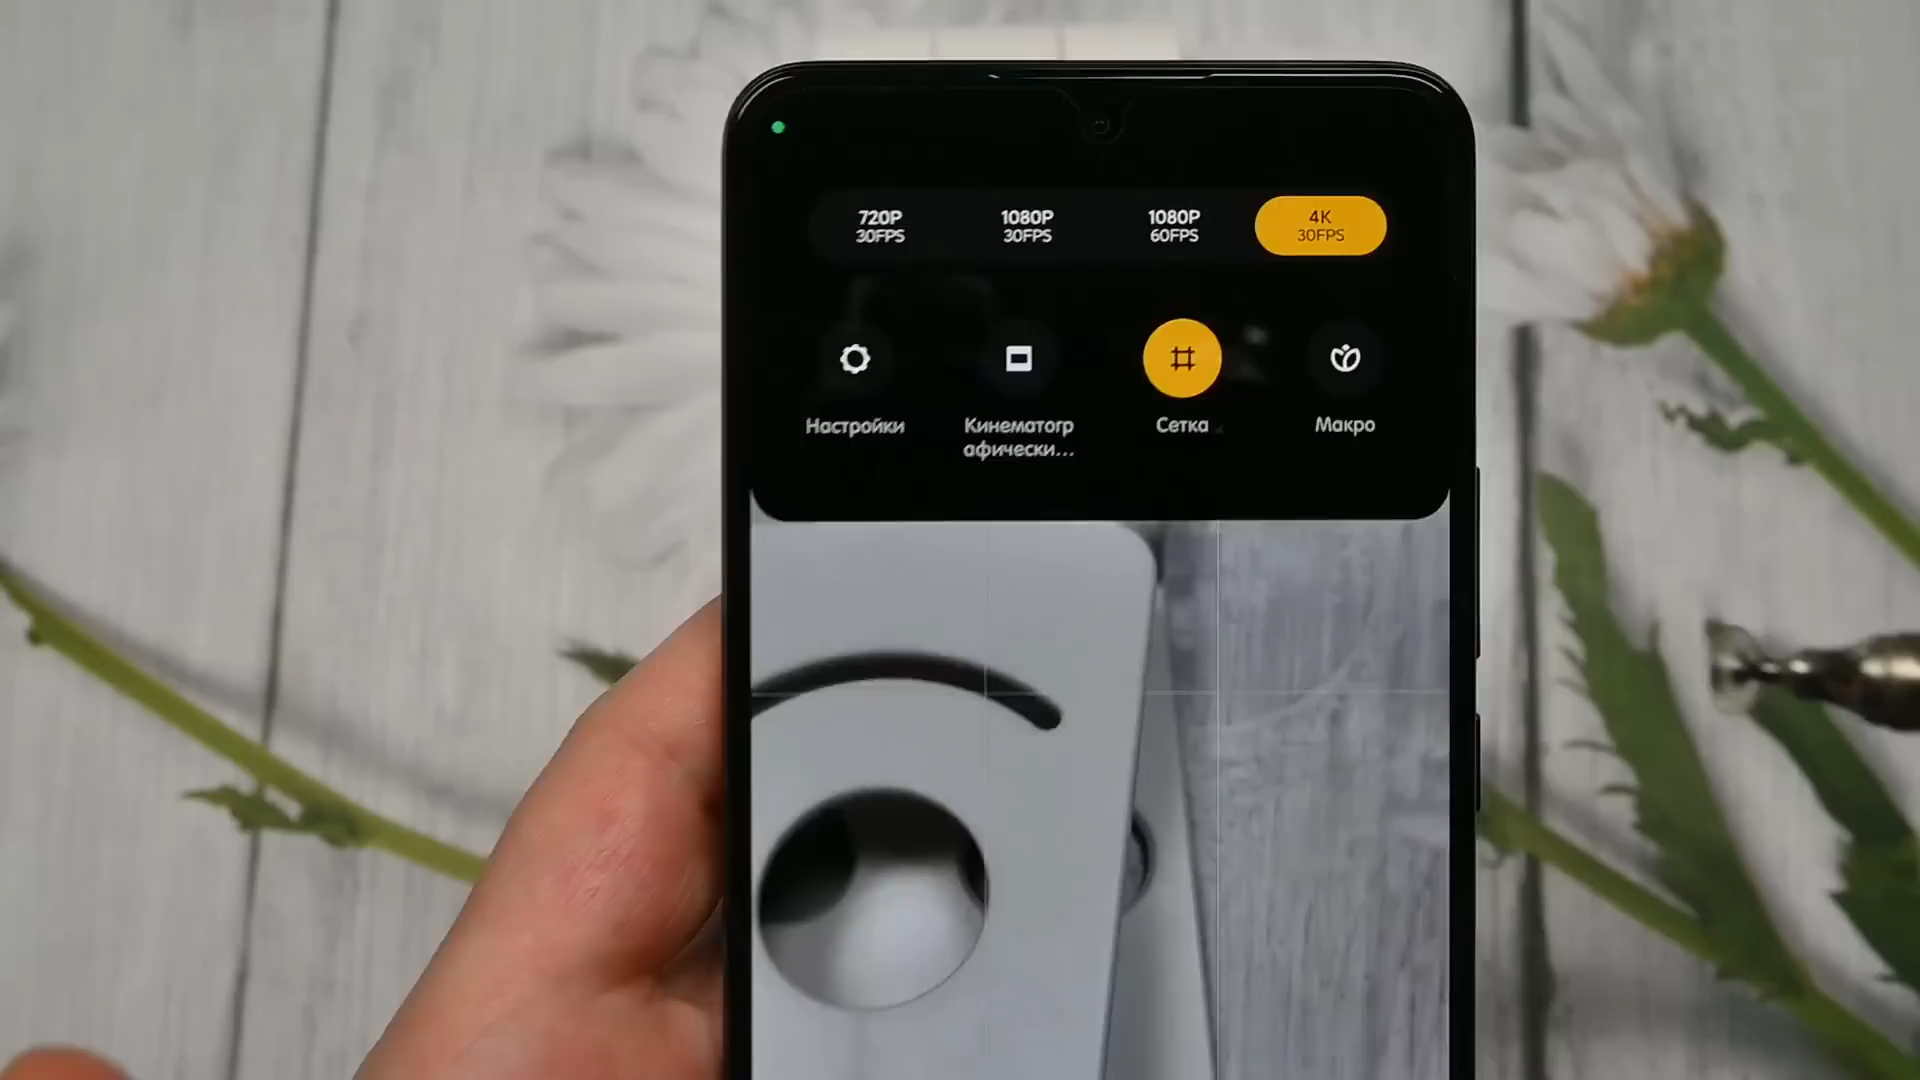 720P
30FPS
1080P
30FPS
1080P
60FPS
4K
30FPS
Настройки
Кинематогр
афически...
Сетка
Макро